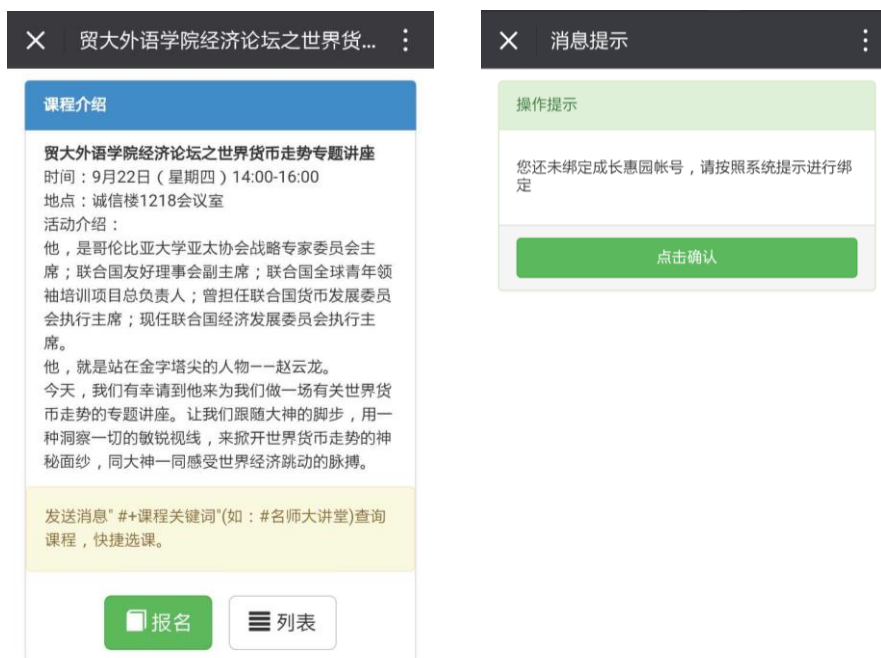 贸大外语学院经济论坛之世界货...
课程介绍
贸大外语学院经济论坛之世界货币走势专题讲座
时间：9月22日（星期四）14:00-16:00
地点：诚信楼1218会议室
活动介绍：
他，是哥伦比亚大学亚太协会战略专家委员会主
席；联合国友好理事会副主席；联合国全球青年领
袖培训项目总负责人；曾担任联合国货币发展委员
会执行主席；现任联合国经济发展委员会执行主
席。
他，就是站在金字塔尖的人物——赵云龙。
今天，我们有幸请到他来为我们做一场有关世界货
币走势的专题讲座。让我们跟随大神的脚步，用一
种洞察一切的敏锐视线，来掀开世界货币走势的神
秘面纱，同大神一同感受世界经济跳动的脉搏。
发送消息" #+课程关键词"(如：#名师大讲堂)查询
课程，快捷选课。
报名
列表
消息提示
操作提示
您还未绑定成长惠园帐号，请按照系统提示进行绑
定
点击确认